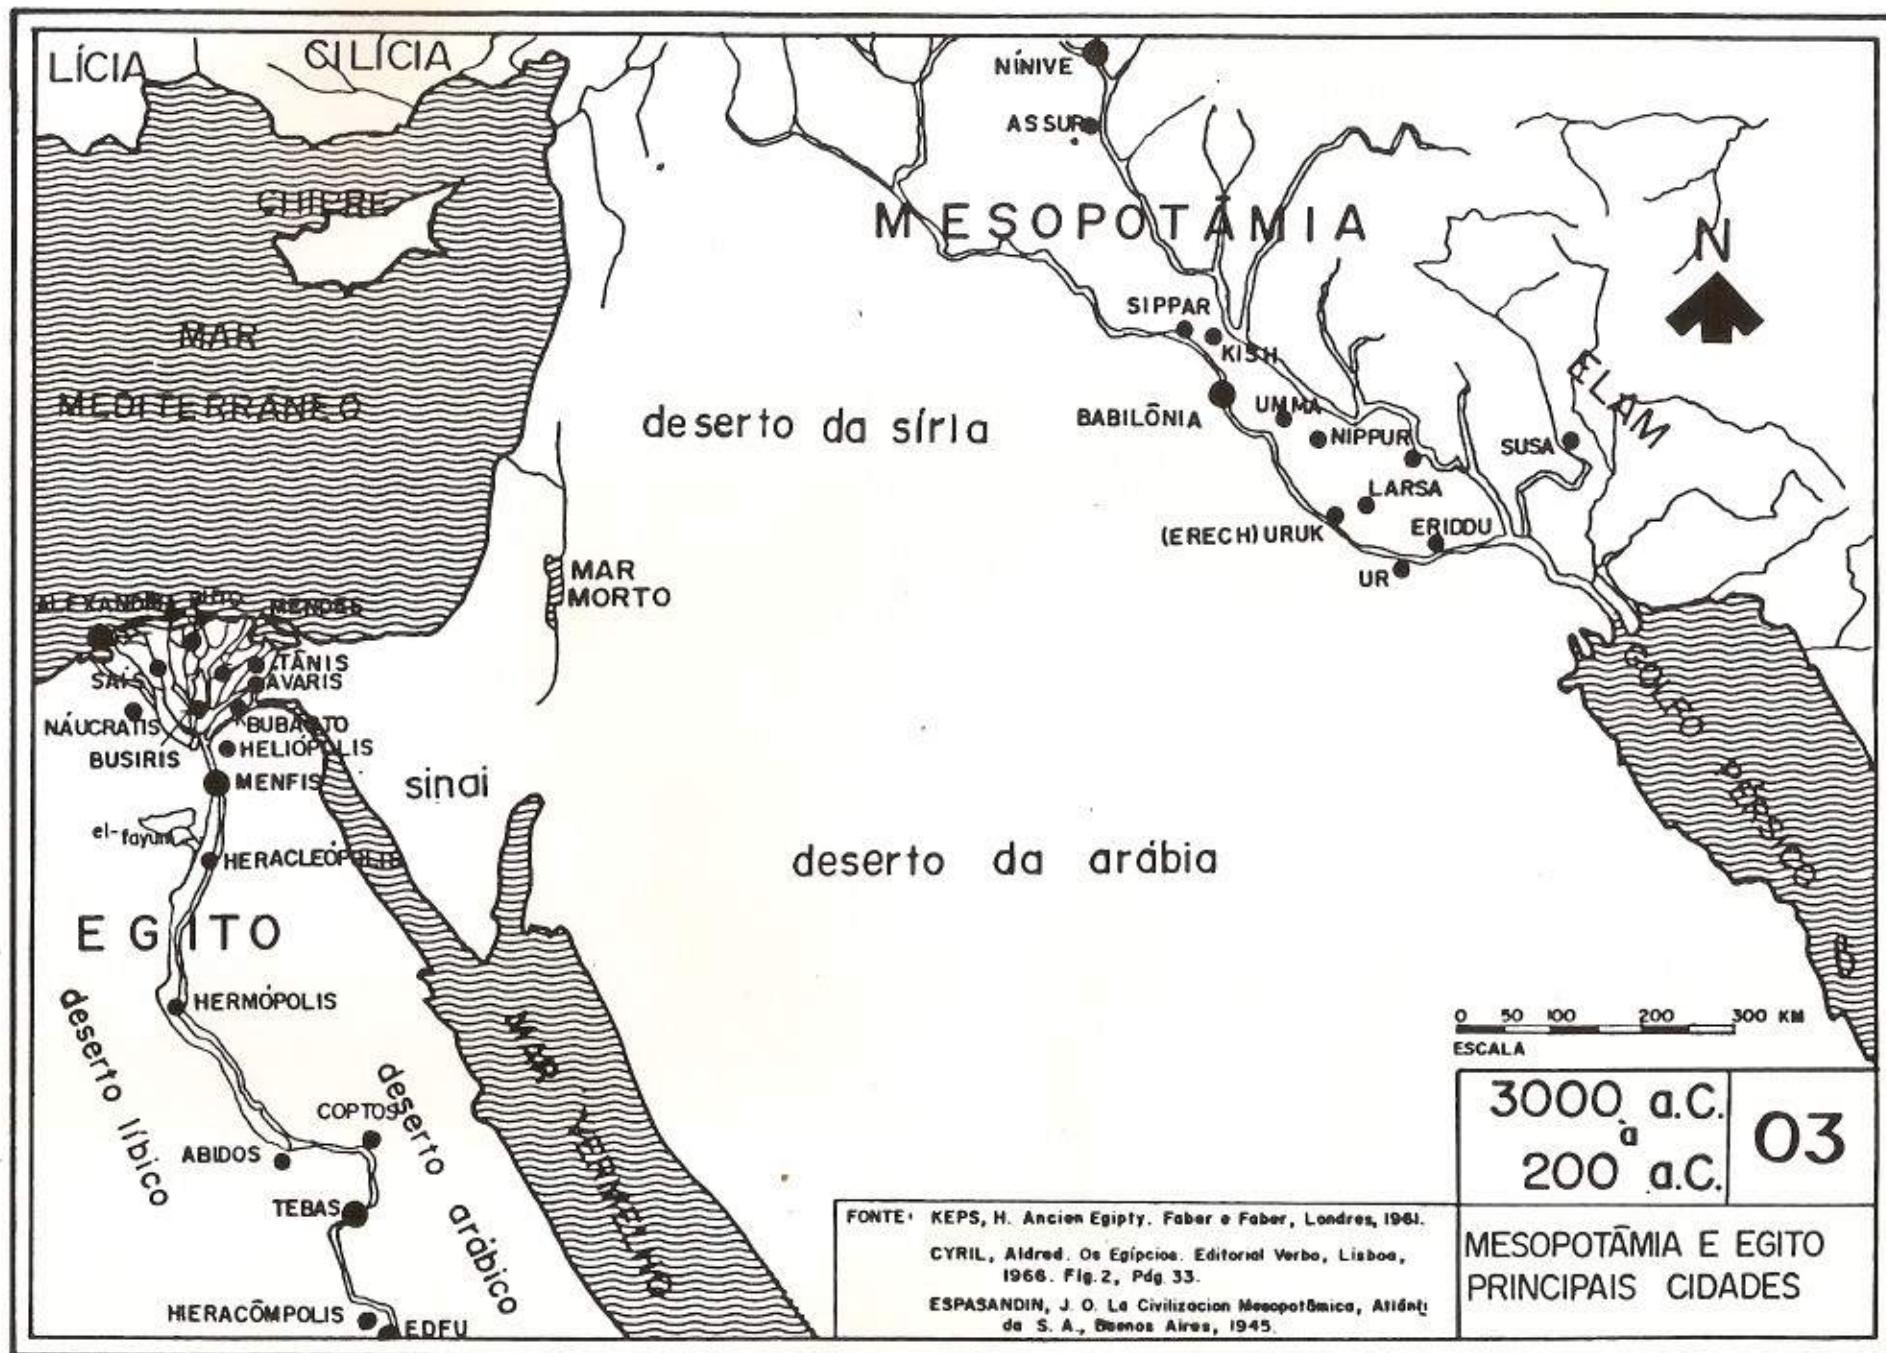 LÍCIA
CILÍCIA
CHIPRE
MAR
MEDITERRÂNEO
NÍNIVE
ASSUR
MESOPOTÂMIA
N
SIPPAR
KISH
BABILÔNIA
UMMA
NIPPUR
SUSA
ELAM
LARSA
(ERECH) URUK
ERIDDU
UR
deserto da síria
MAR
MORTO
ALEXANDRIA
BUTO
MENDES
TÂNIS
SAÍS
AVARIS
NÁUCRATIS
BUBASTO
BUSIRIS
HELIÓPOLIS
MENFIS
sinai
el-fayum
HERACLEÓPOLIS
deserto da arábia
GOLFO PÉRSICO
EGITO
HERMÓPOLIS
deserto líbico
deserto arábico
MAR VERMELHO
COPTOS
ABIDOS
TEBAS
HIERACÔMPOLIS
EDFU
0 50 100 200 300 KM
ESCALA
3000 a.C.
à
200 a.C.
03
MESOPOTÂMIA E EGITO
PRINCIPAIS CIDADES
FONTE: KEPS, H. Ancien Egipty. Faber e Faber, Londres, 1961.
CYRIL, Aldred. Os Egípcios. Editorial Verbo, Lisboa,
1966. Fig. 2, Pág. 33.
ESPASANDIN, J. O. La Civilizacion Mesopotâmica, Atlánti
da S. A., Buenos Aires, 1945.